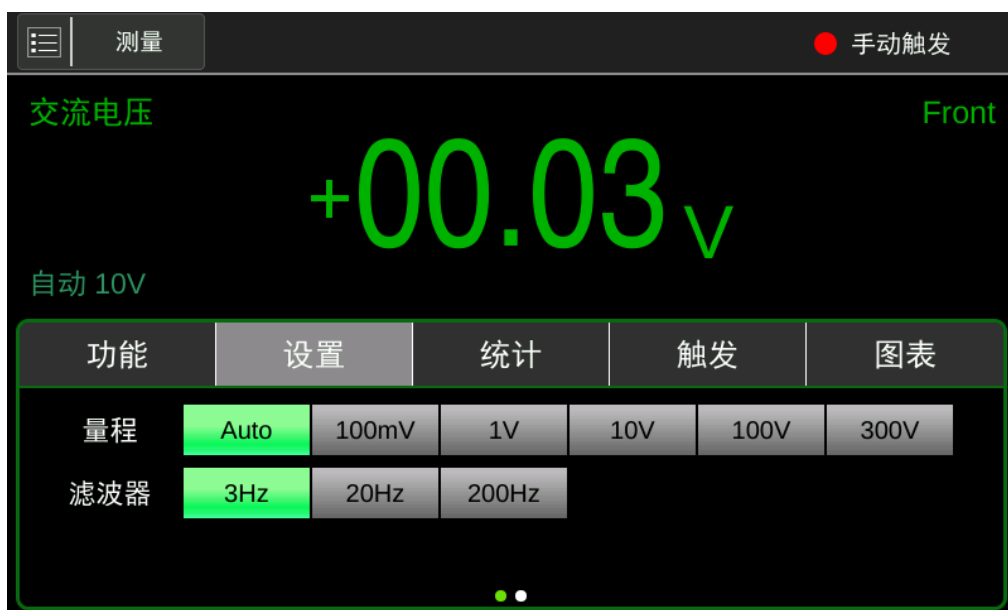 测量 手动触发
交流电压 Front
+00.03 V
自动 10V
功能 设置 统计 触发 图表
量程 Auto 100mV 1V 10V 100V 300V
滤波器 3Hz 20Hz 200Hz